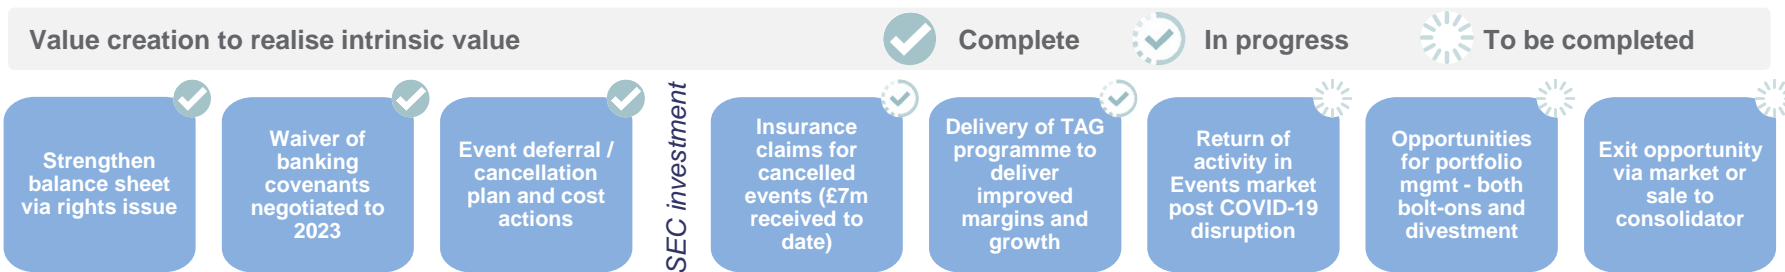 Value creation to realise intrinsic value
Complete
In progress
To be completed
Strengthen
balance sheet
via rights issue
Waiver of
banking
covenants
negotiated to
2023
Event deferral /
cancellation
plan and cost
actions
SEC investment
Insurance
claims for
cancelled
events (£7m
received to
date)
Delivery of TAG
programme to
deliver
improved
margins and
growth
Return of
activity in
Events market
post COVID-19
disruption
Opportunities
for portfolio
mgmt - both
bolt-ons and
divestment
Exit opportunity
via market or
sale to
consolidator